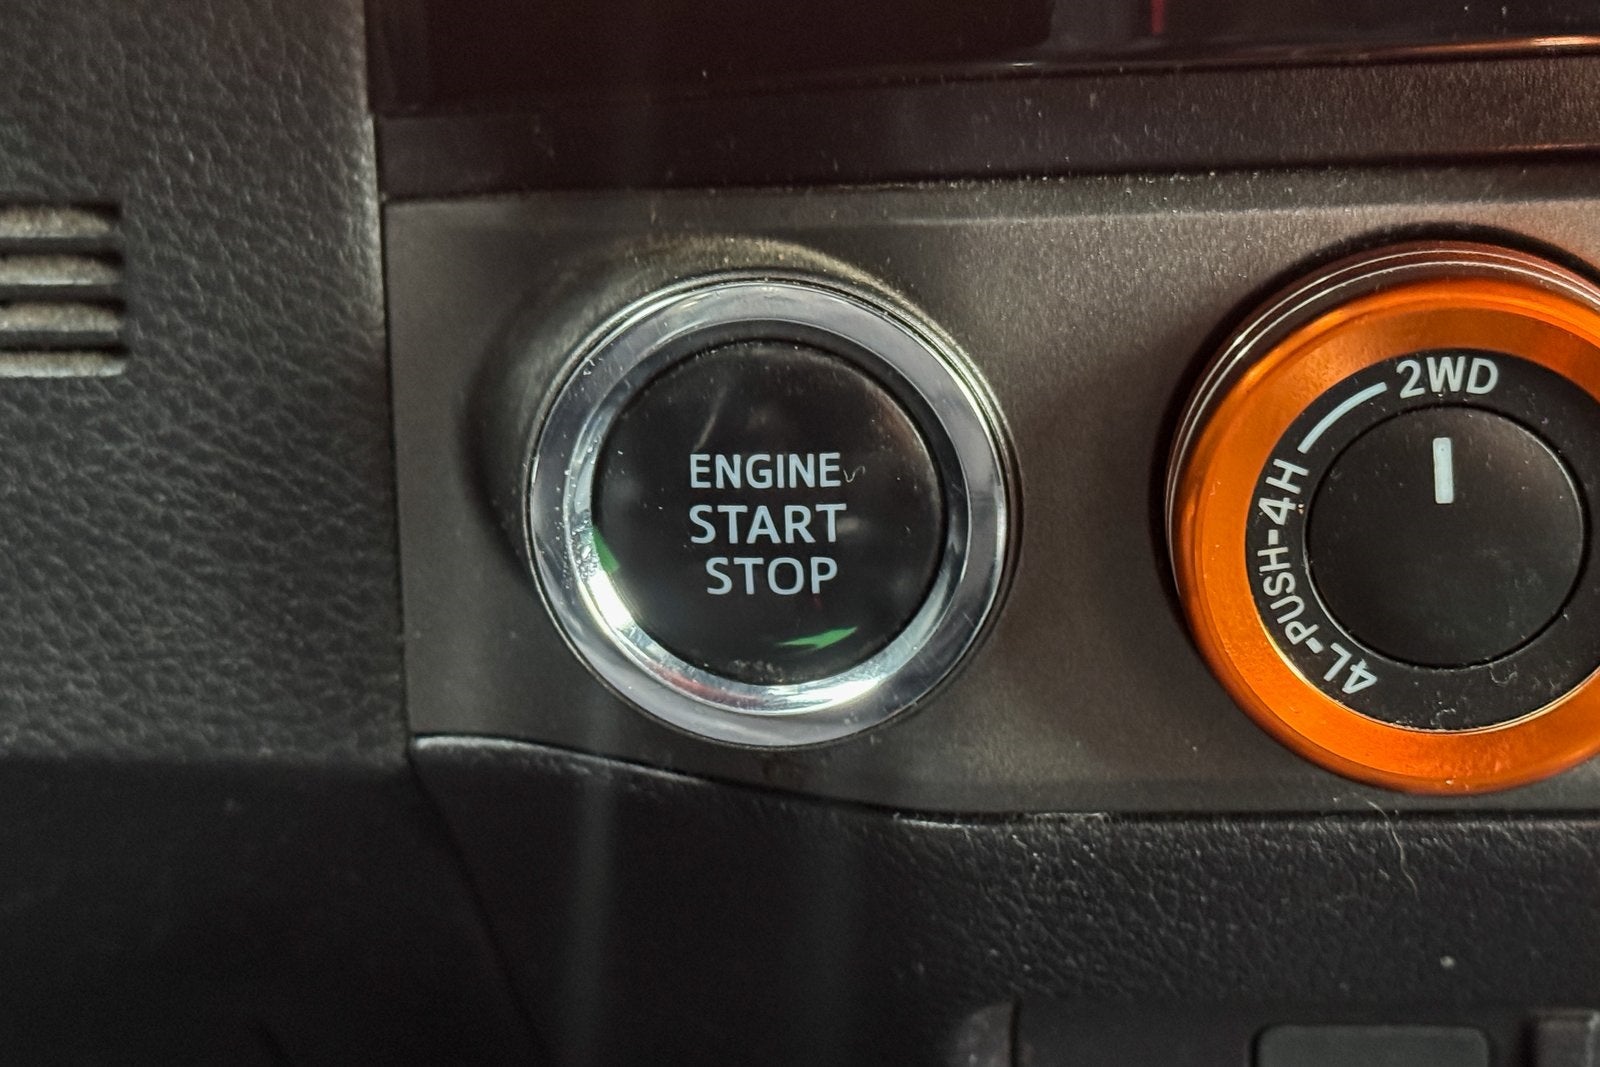 ENGINE
START
STOP
2WD
4L-PUSH-4H